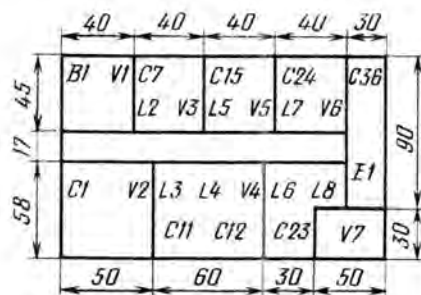 40 40 40 40 30
B1 V1 C7 C15 C24 C36
45 L2 V3 L5 V5 L7 V6
17 90
E1
C1 V2 L3 L4 V4 L6 L8
58 C11 C12 C23 V7 30
50 60 30 50